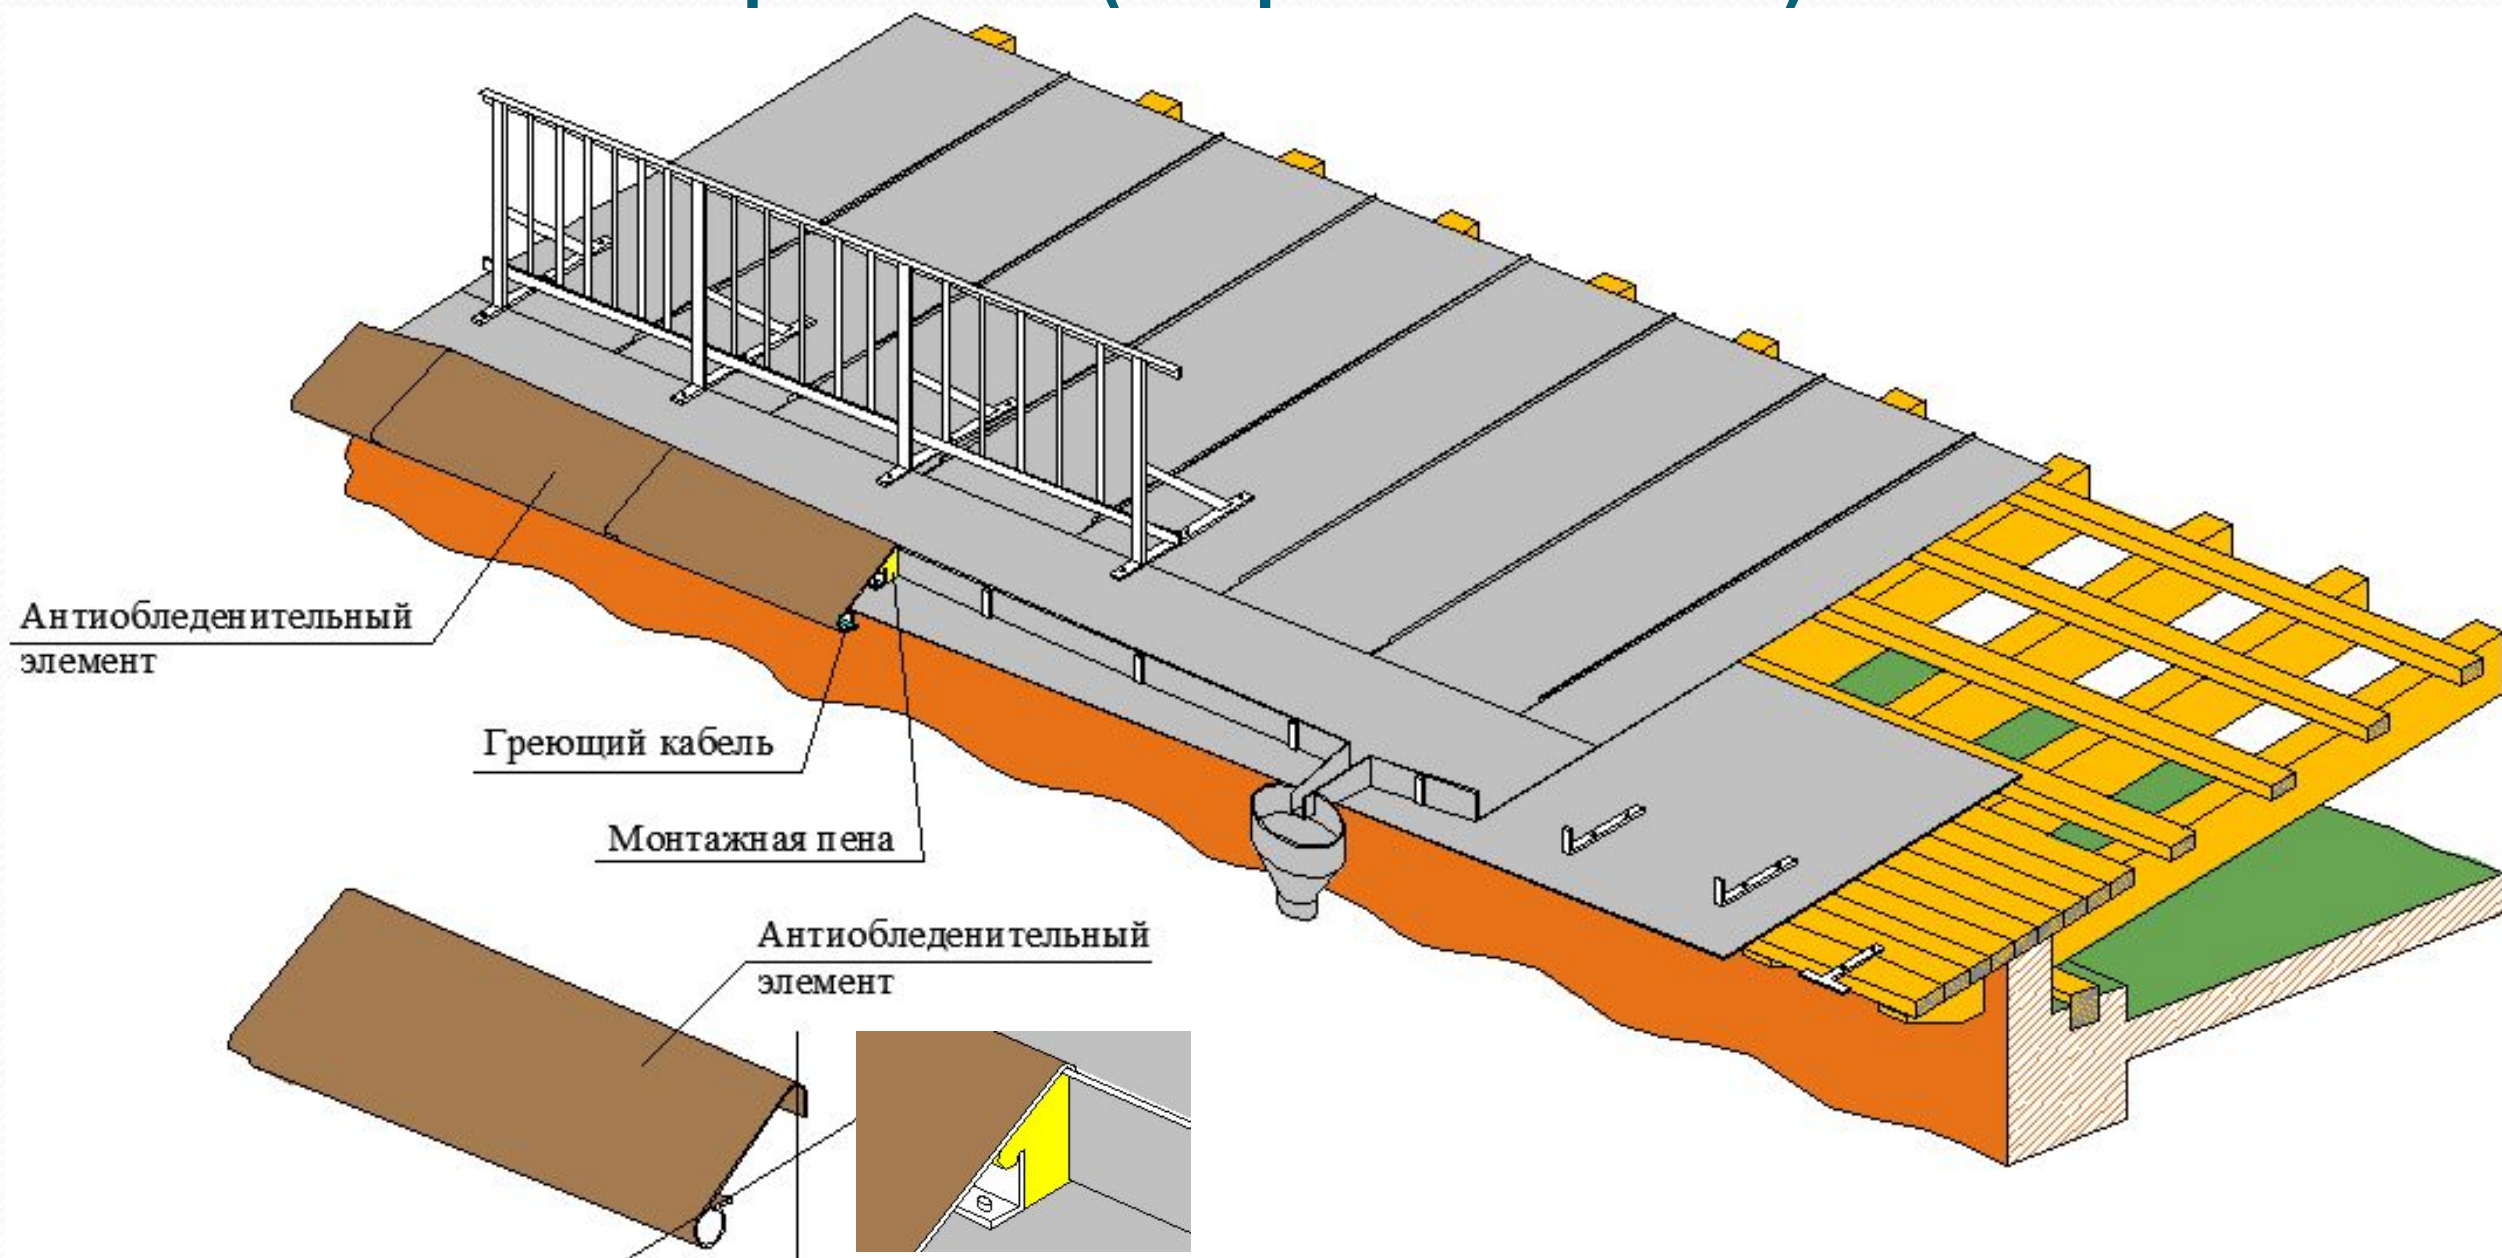 Антиобледенительный
элемент
Греющий кабель
Монтажная пена
Антиобледенительный
элемент